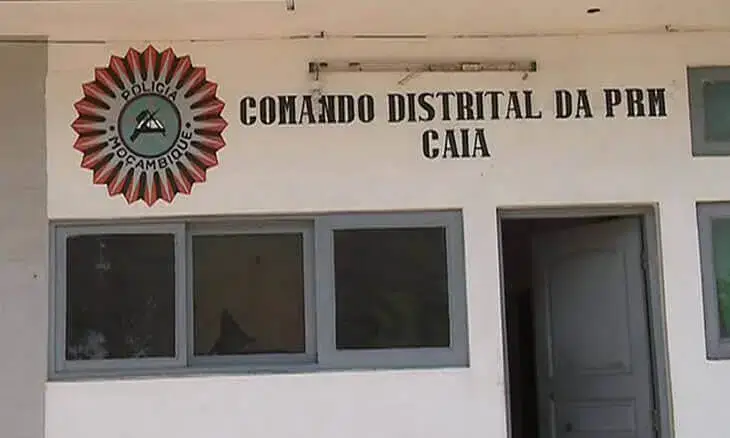 POLICIA
MOÇAMBIQUE
COMANDO DISTRITAL DA PRM
CAIA